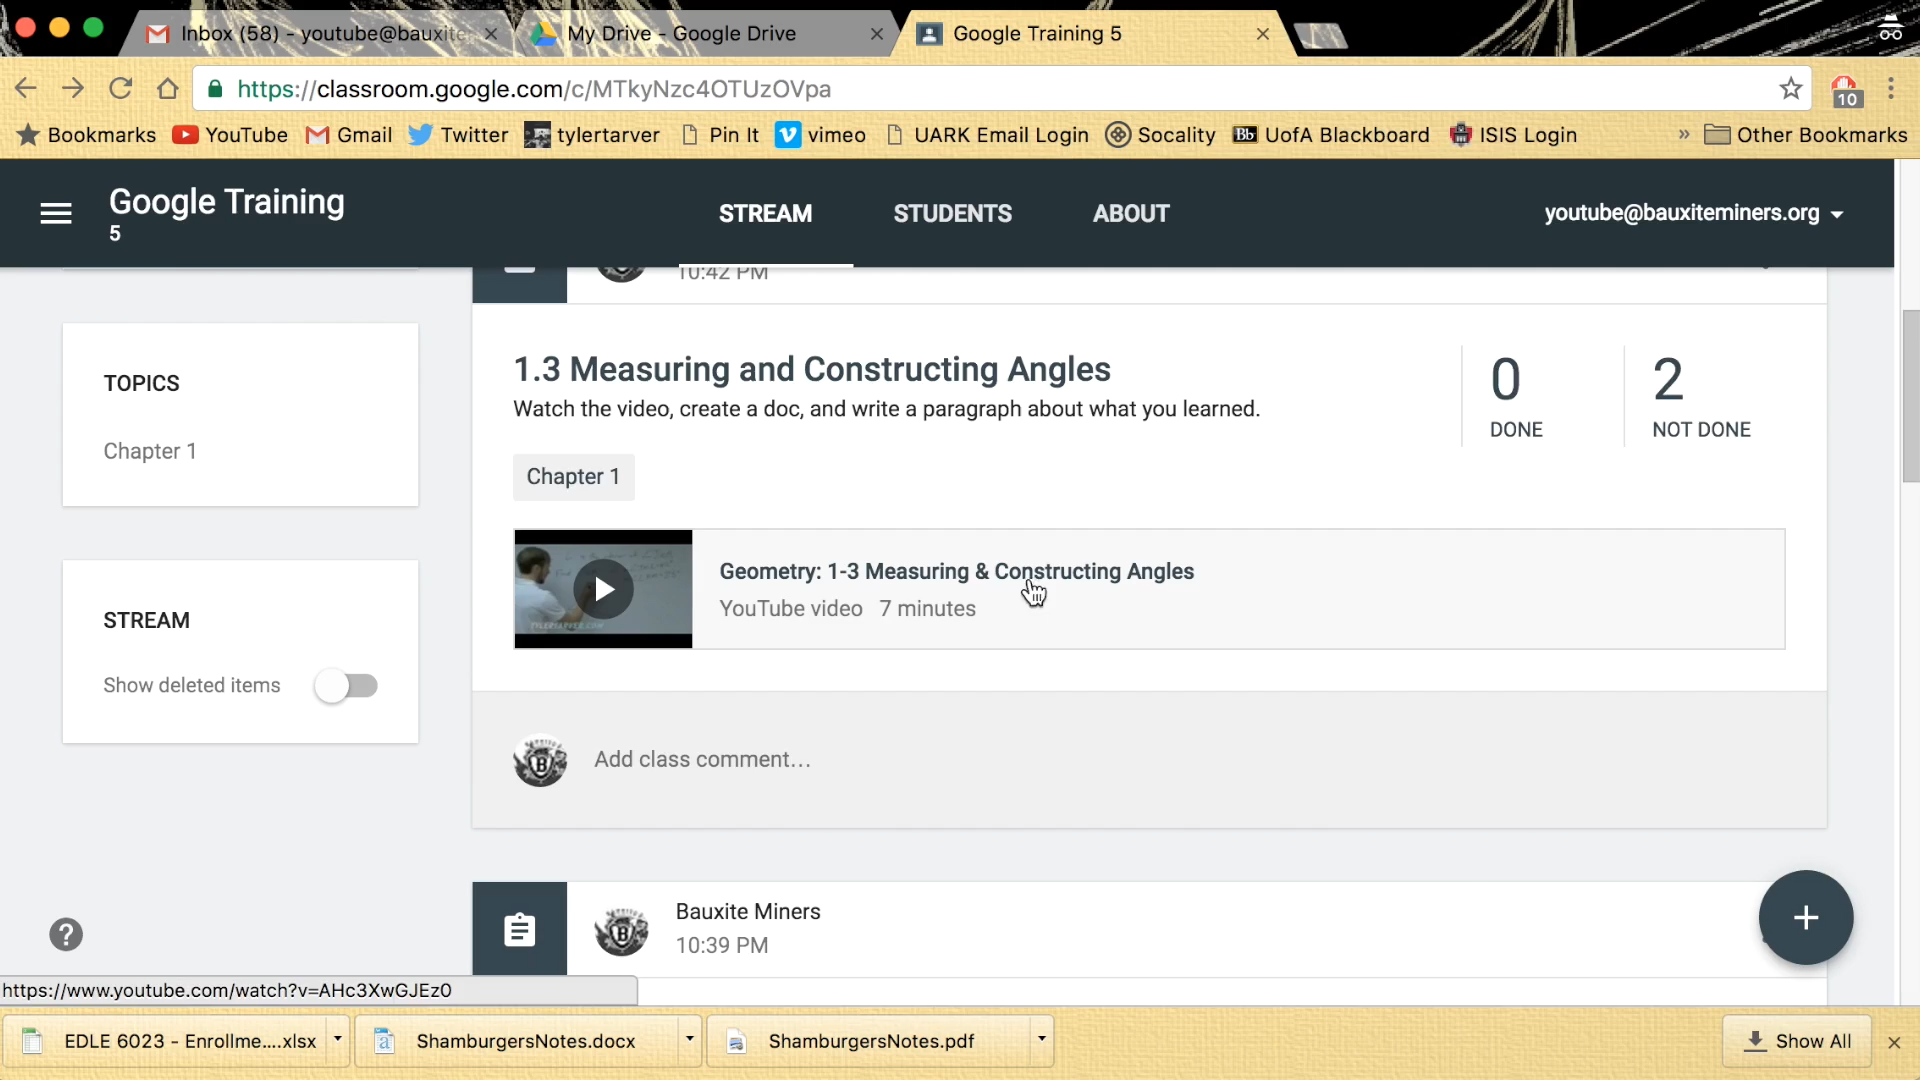 Inbox (58) - youtube@bauxite
My Drive - Google Drive
Google Training 5
https://classroom.google.com/c/MTkyNzc4OTUzOVpa
10
Bookmarks
YouTube
Gmail
Twitter
tylertarver
Pin It
vimeo
UARK Email Login
Socality
Bb UofA Blackboard
ISIS Login
»
Other Bookmarks
Google Training
5
STREAM
STUDENTS
ABOUT
youtube@bauxiteminers.org
10:42 PM
TOPICS
Chapter 1
STREAM
Show deleted items
1.3 Measuring and Constructing Angles
Watch the video, create a doc, and write a paragraph about what you learned.
0
DONE
2
NOT DONE
Chapter 1
Geometry: 1-3 Measuring & Constructing Angles
YouTube video 7 minutes
TYLERTARVER.COM
B
Add class comment...
Bauxite Miners
10:39 PM
B
+
?
https://www.youtube.com/watch?v=AHc3XwGJEz0
EDLE 6023 - Enrollme....xlsx
ShamburgersNotes.docx
ShamburgersNotes.pdf
Show All